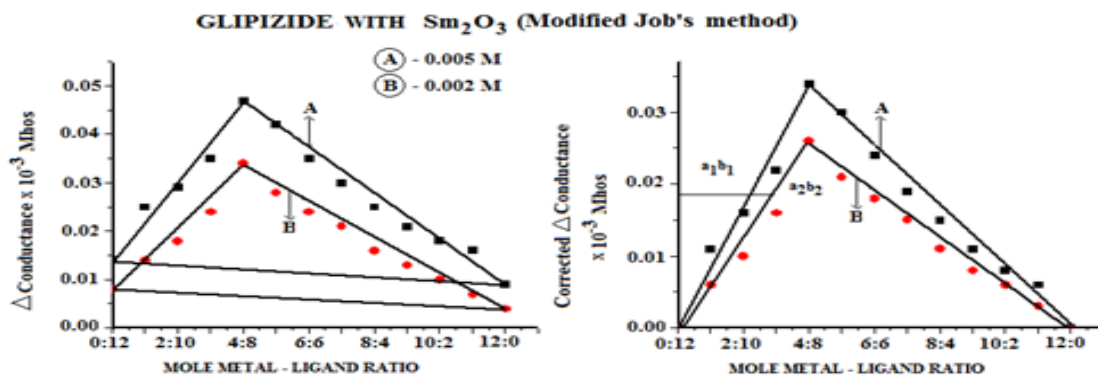 GLIPIZIDE WITH Sm₂O₃ (Modified Job's method)
A - 0.005 M
B - 0.002 M
△Conductance x 10⁻³ Mhos
0.05
0.04
0.03
0.02
0.01
0.00
A
B
0:12 2:10 4:8 6:6 8:4 10:2 12:0
MOLE METAL - LIGAND RATIO
Corrected △ Conductance
x 10⁻³ Mhos
0.03
0.02
0.01
0.00
A
a₁b₁
a₂b₂
B
0:12 2:10 4:8 6:6 8:4 10:2 12:0
MOLE METAL - LIGAND RATIO